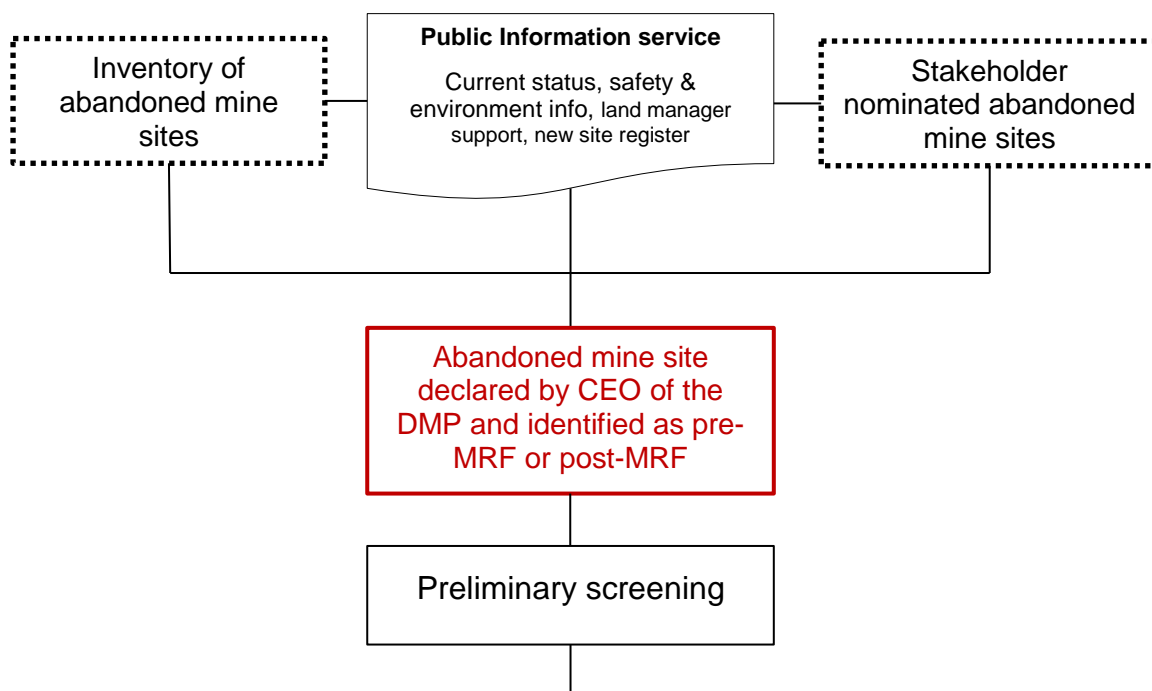 Inventory of
abandoned mine
sites
Public Information service
Current status, safety &
environment info, land manager
support, new site register
Stakeholder
nominated abandoned
mine sites
Abandoned mine site
declared by CEO of the
DMP and identified as pre-
MRF or post-MRF
Preliminary screening